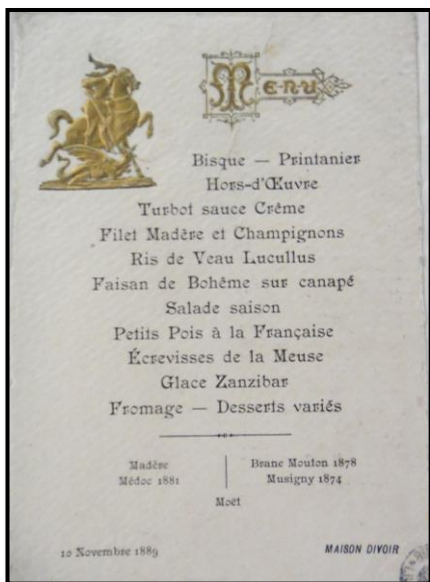 Menu
Bisque — Printanier
Hors-d'Œuvre
Turbot sauce Crême
Filet Madère et Champignons
Ris de Veau Lucullus
Faisan de Bohême sur canapé
Salade saison
Petits Pois à la Française
Écrevisses de la Meuse
Glace Zanzibar
Fromage — Desserts variés
Madère
Médoc 1881
Brane Mouton 1878
Musigny 1874
Moët
10 Novembre 1889
MAISON DIVOIR